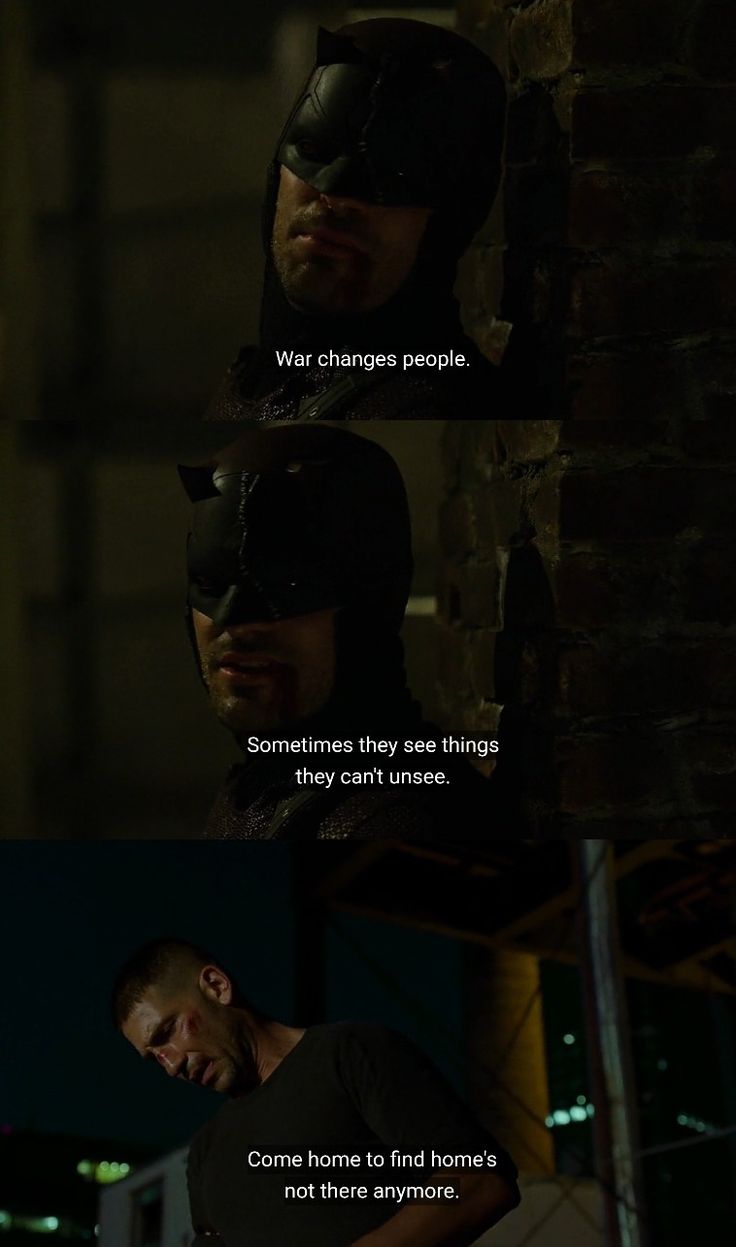 War changes people.
Sometimes they see things
they can't unsee.
Come home to find home's
not there anymore.